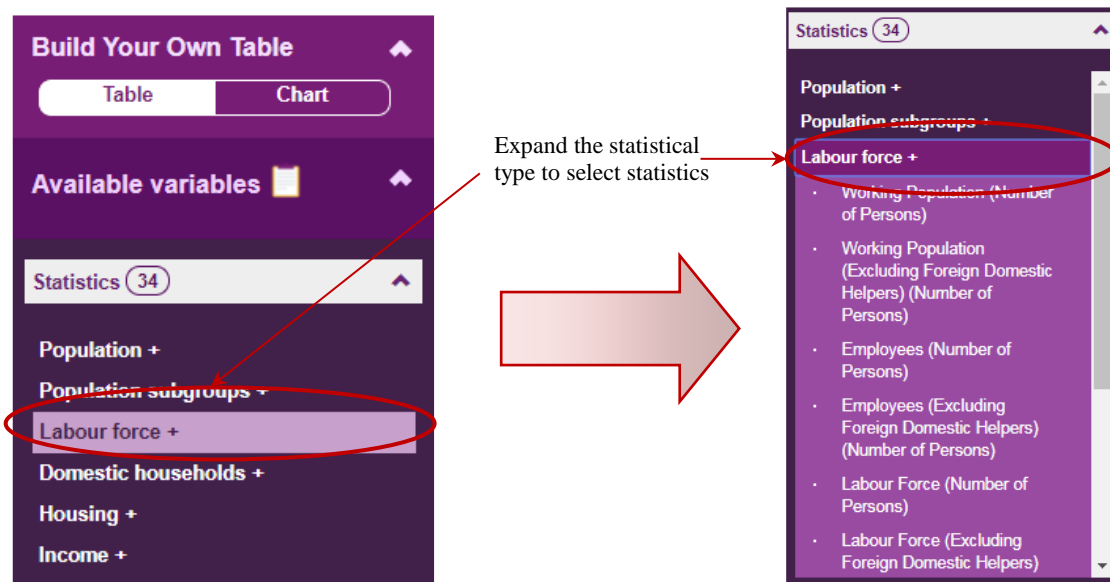 Build Your Own Table
Table
Chart
Available variables
Statistics 34
Population +
Population subgroups +
Labour force +
Domestic households +
Housing +
Income +
Expand the statistical
type to select statistics
Statistics 34
Population +
Population subgroups +
Labour force +
· Working Population (Number
of Persons)
· Working Population
(Excluding Foreign Domestic
Helpers) (Number of
Persons)
· Employees (Number of
Persons)
· Employees (Excluding
Foreign Domestic Helpers)
(Number of Persons)
· Labour Force (Number of
Persons)
· Labour Force (Excluding
Foreign Domestic Helpers)